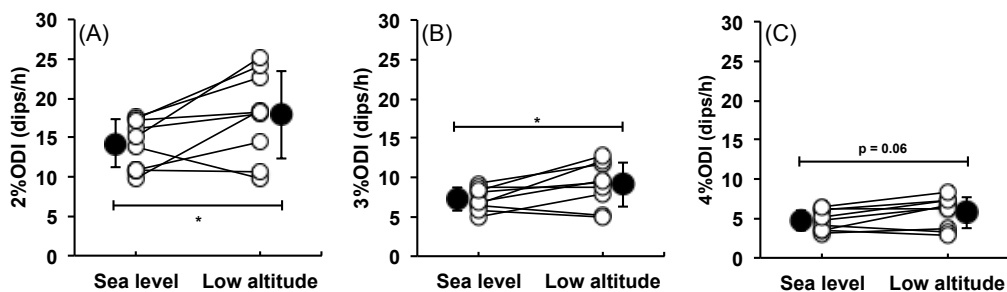 (A)
2%ODI (dips/h)
30
25
20
15
10
5
0
*
Sea level Low altitude
(B)
3%ODI (dips/h)
30
25
20
15
10
5
0
*
Sea level Low altitude
(C)
4%ODI (dips/h)
30
25
20
15
10
5
0
p = 0.06
Sea level Low altitude